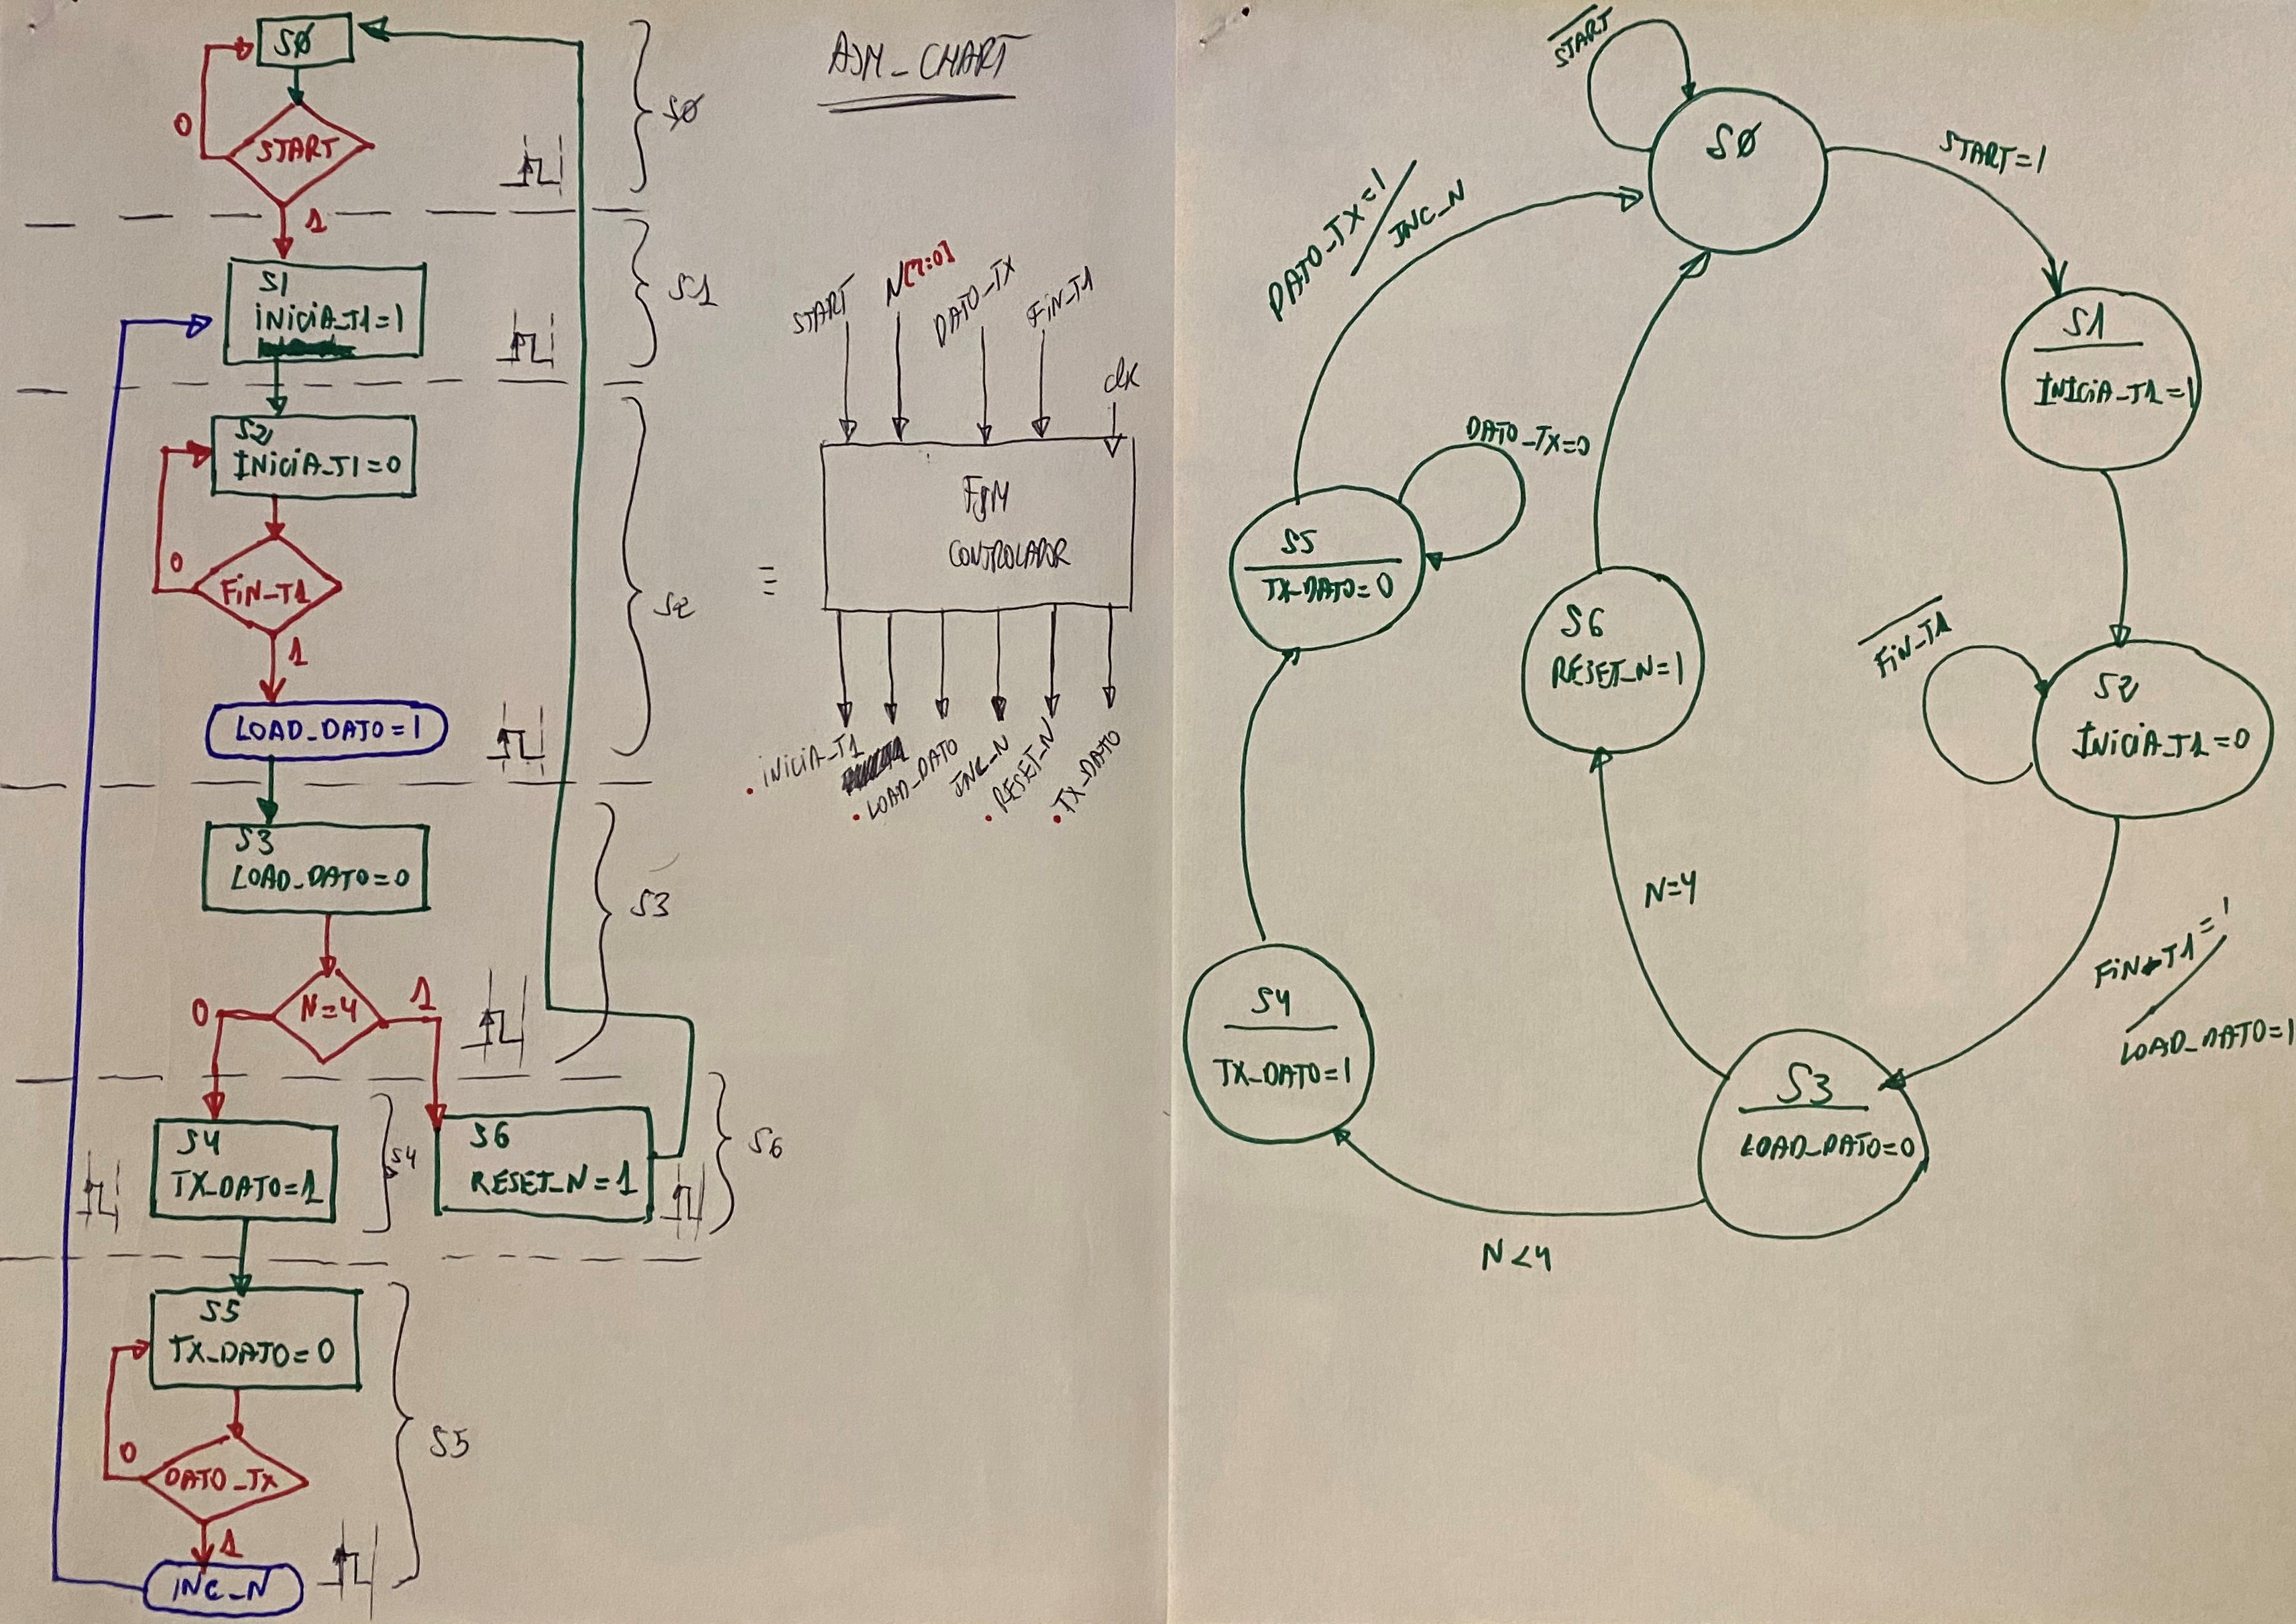 SØ
START
0
1
SØ
S1
INICIA_T1=1
S1
S2
INICIA_T1=0
FIN_T1
0
1
LOAD_DATO=1
S2
S3
LOAD_DATO=0
N=4
0
1
S3
S4
TX_DATO=1
S4
S6
RESET_N=1
S6
S5
TX_DATO=0
DATO_TX
0
1
INC_N
S5
ASM_CHART
START
N[7:0]
DATO_TX
FIN_T1
clk
≡
FSM
CONTROLADOR
INICIA_T1
LOAD_DATO
INC_N
RESET_N
TX_DATO
START
SØ
START=1
S1
INICIA_T1=1
FIN_T1
S2
INICIA_T1=0
FIN_T1=1
LOAD_DATO=1
S3
LOAD_DATO=0
N=4
N<4
S6
RESET_N=1
S4
TX_DATO=1
S5
TX_DATO=0
DATO_TX=0
DATO_TX=1
INC_N